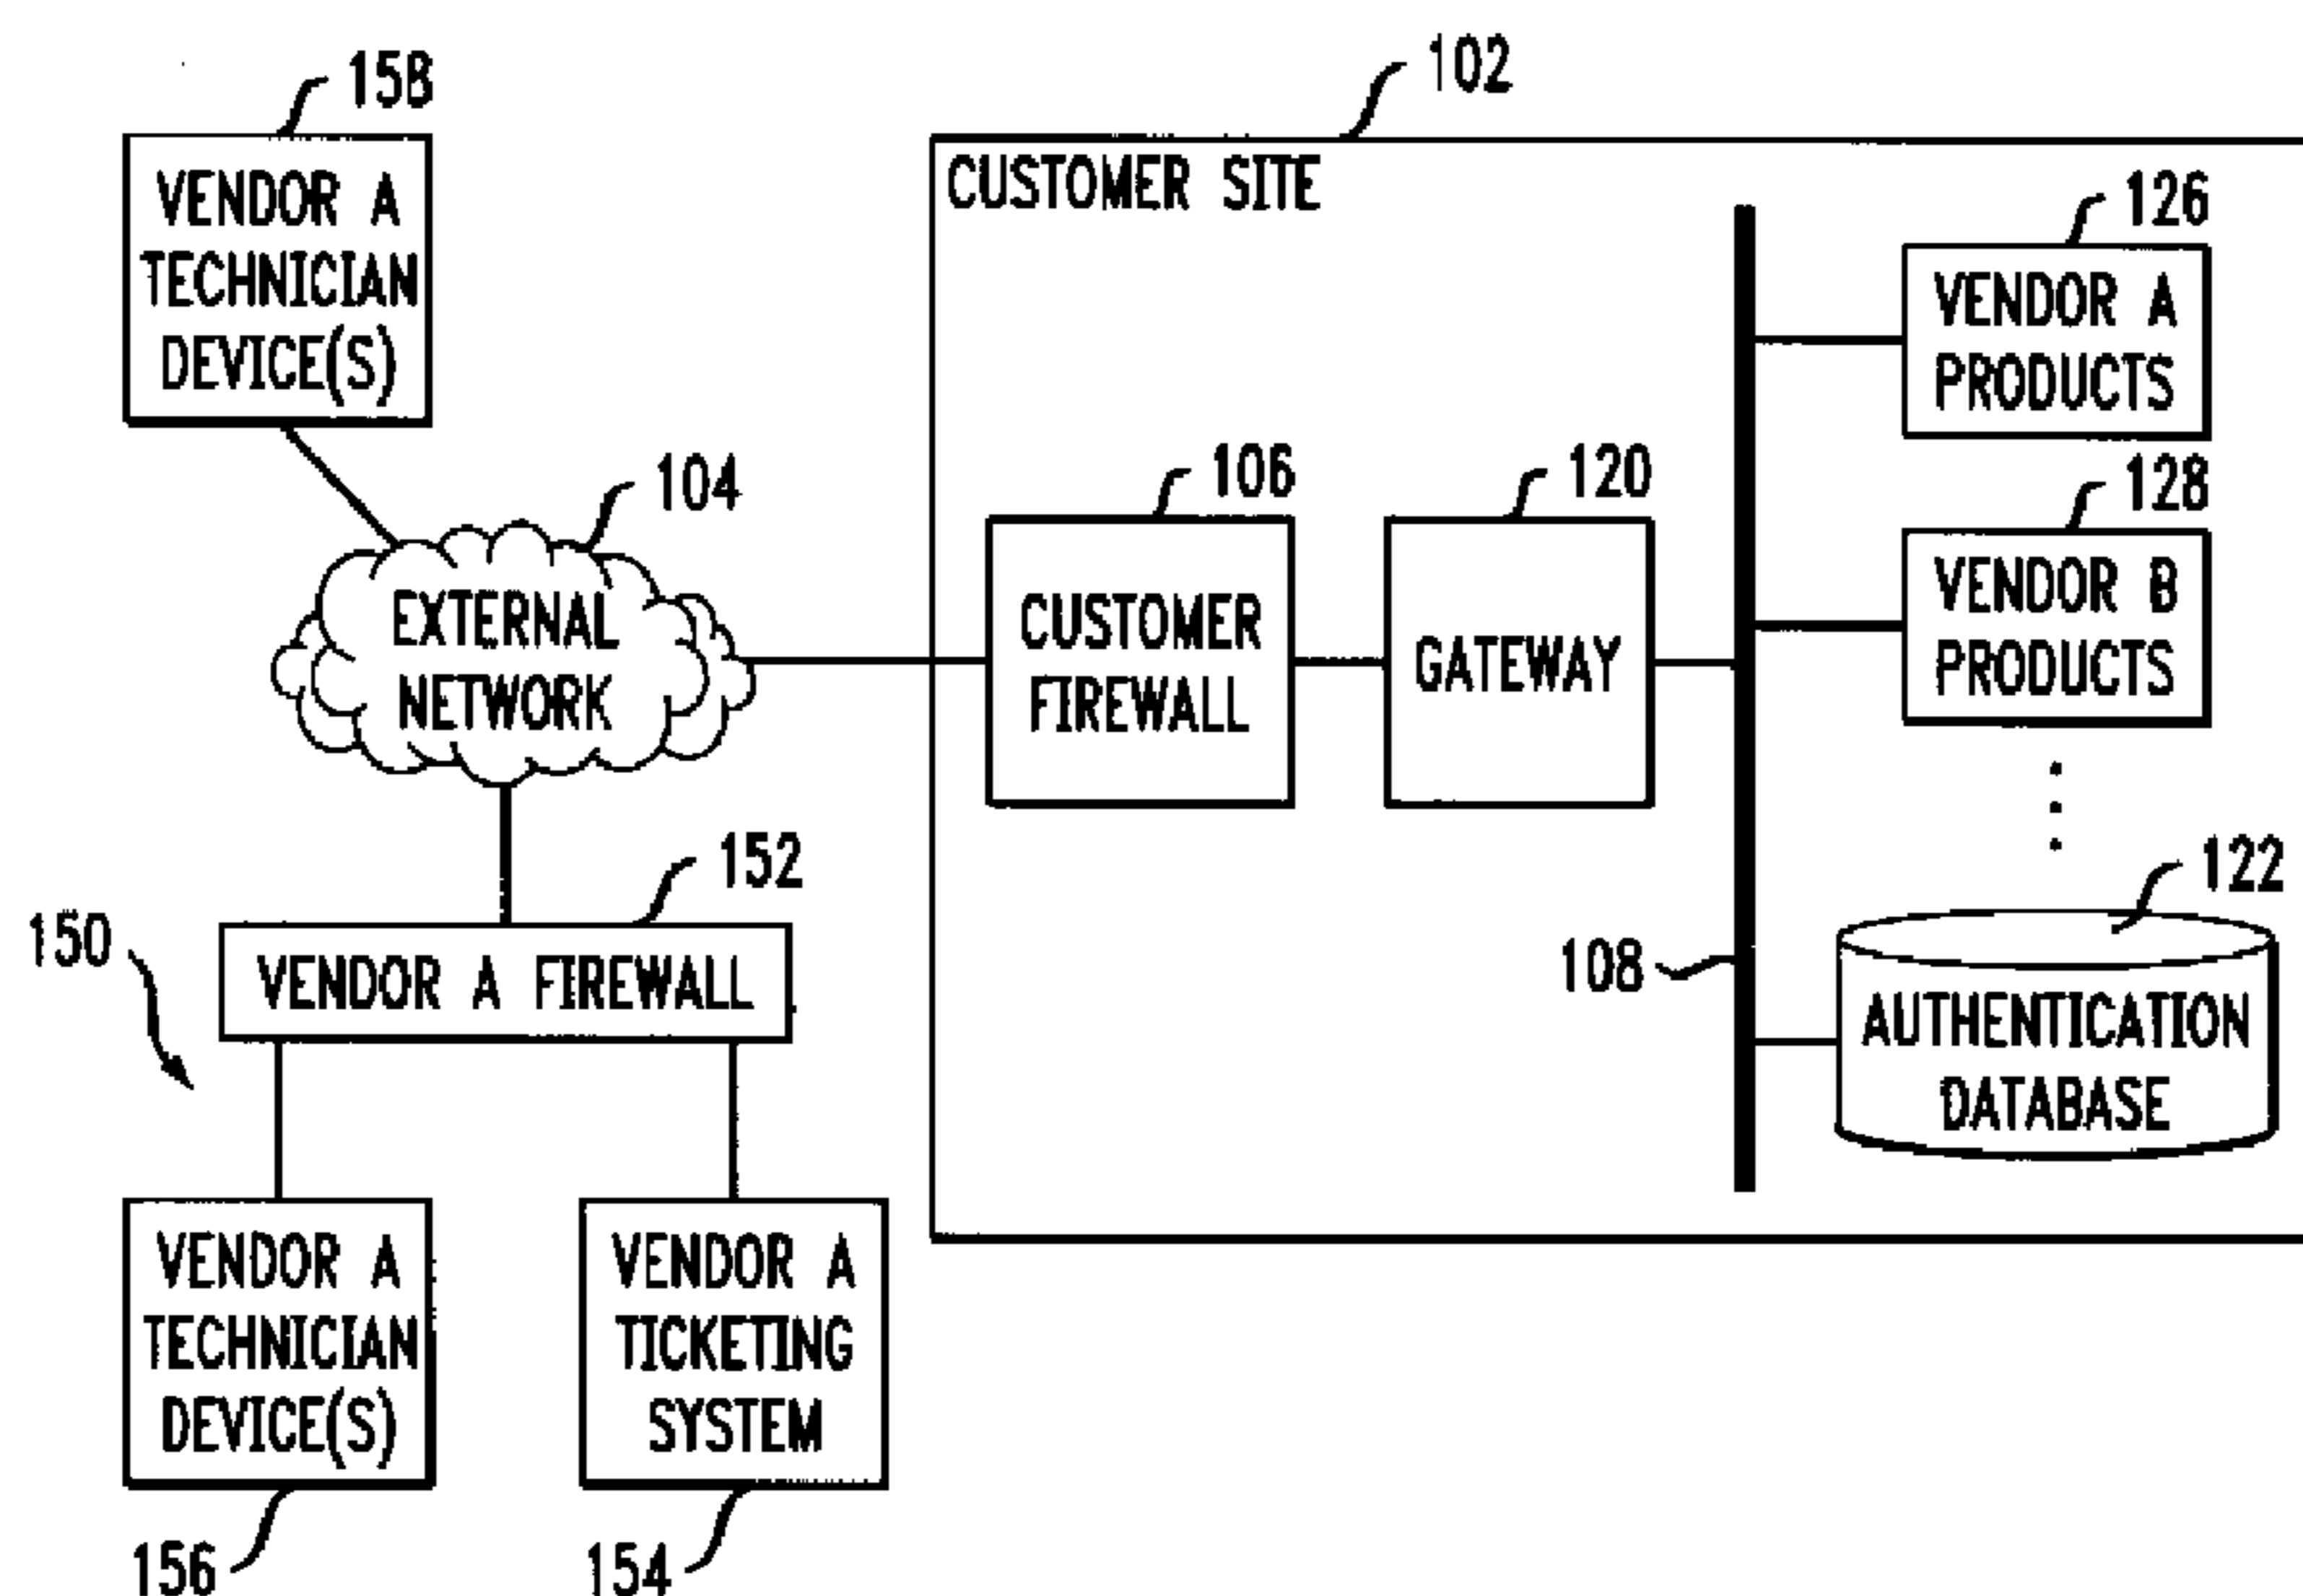 158
VENDOR A
TECHNICIAN
DEVICE(S)
102
CUSTOMER SITE
126
VENDOR A
PRODUCTS
104
EXTERNAL
NETWORK
106
CUSTOMER
FIREWALL
120
GATEWAY
128
VENDOR B
PRODUCTS
122
AUTHENTICATION
DATABASE
108
150
152
VENDOR A FIREWALL
VENDOR A
TECHNICIAN
DEVICE(S)
156
VENDOR A
TICKETING
SYSTEM
154